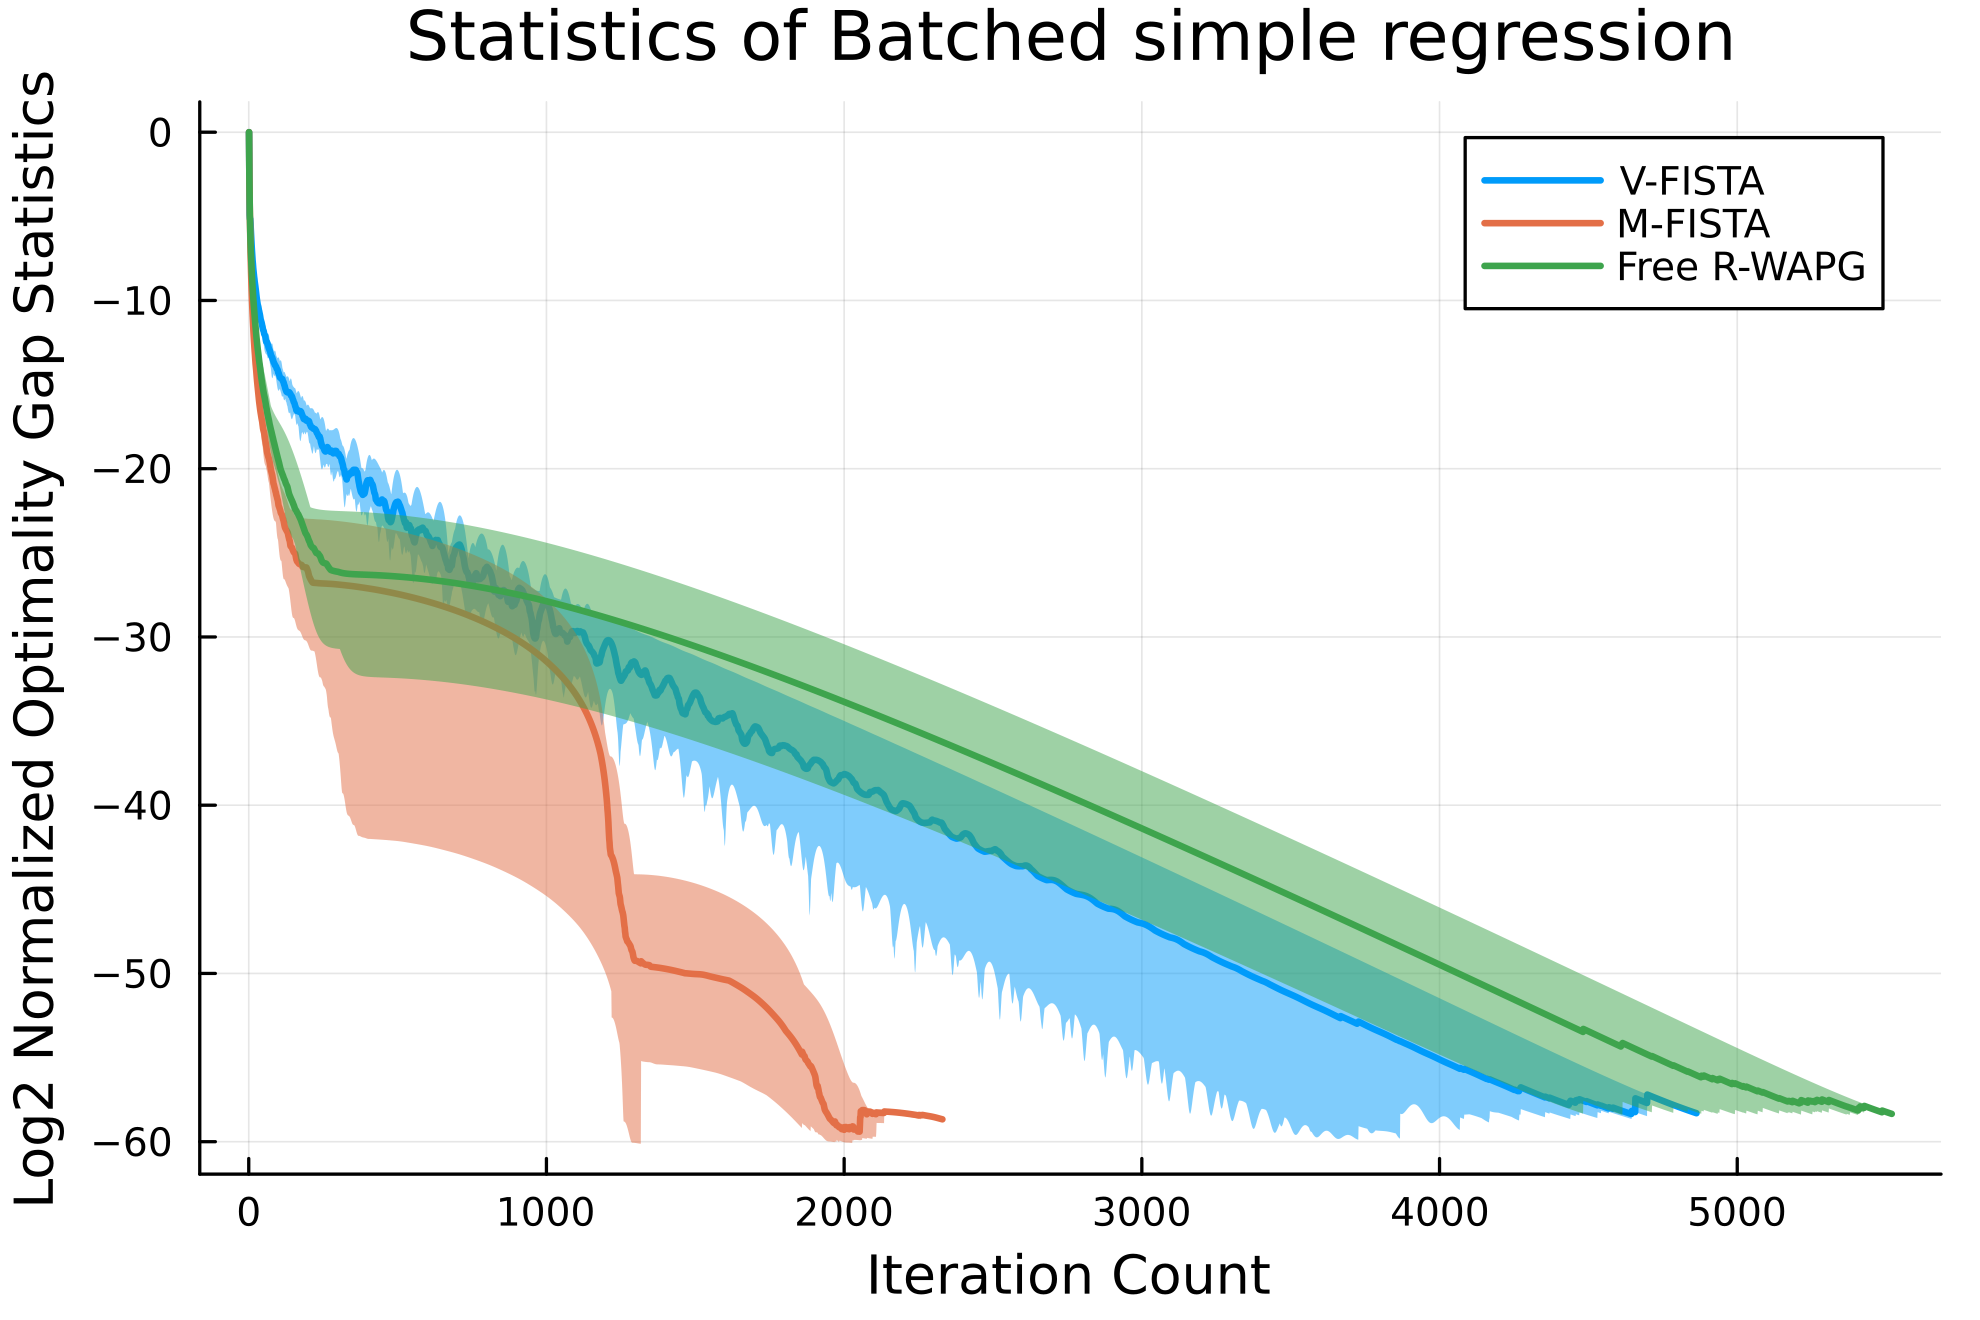 Statistics of Batched simple regression
Log2 Normalized Optimality Gap Statistics
0
−10
−20
−30
−40
−50
−60
V-FISTA
M-FISTA
Free R-WAPG
0 1000 2000 3000 4000 5000
Iteration Count